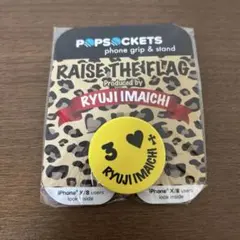 POPSOCKETS
phone grip & stand
RAISE THE FLAG
Produced by
RYUJI IMAICHI
3 ♥ ÷
RYUJI IMAICHI
iPhone X/8 users
look inside
iPhone X/8 users
look inside